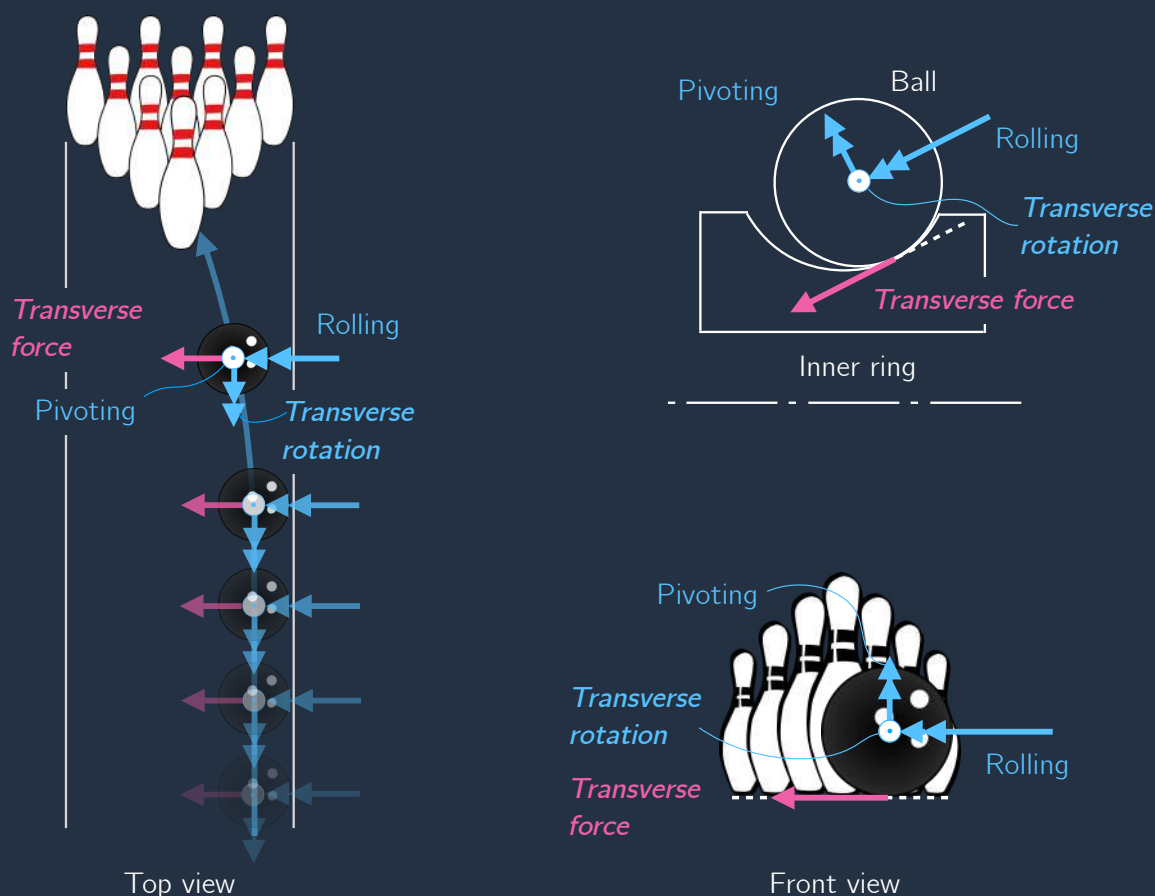 Transverse
force
Rolling
Pivoting
Transverse
rotation
Top view
Pivoting
Ball
Rolling
Transverse
rotation
Transverse force
Inner ring
Pivoting
Transverse
rotation
Rolling
Transverse
force
Front view